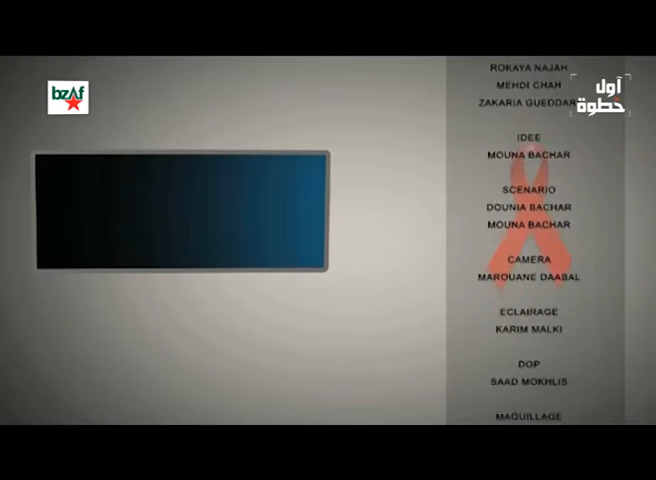 bzAf
أول
خطوة
ROKAYA NAJAH
MEHDI CHAH
ZAKARIA GUEDDAR
IDEE
MOUNA BACHAR
SCENARIO
DOUNIA BACHAR
MOUNA BACHAR
CAMERA
MAROUANE DAABAL
ECLAIRAGE
KARIM MALKI
DOP
SAAD MOKHLIS
MAQUILLAGE